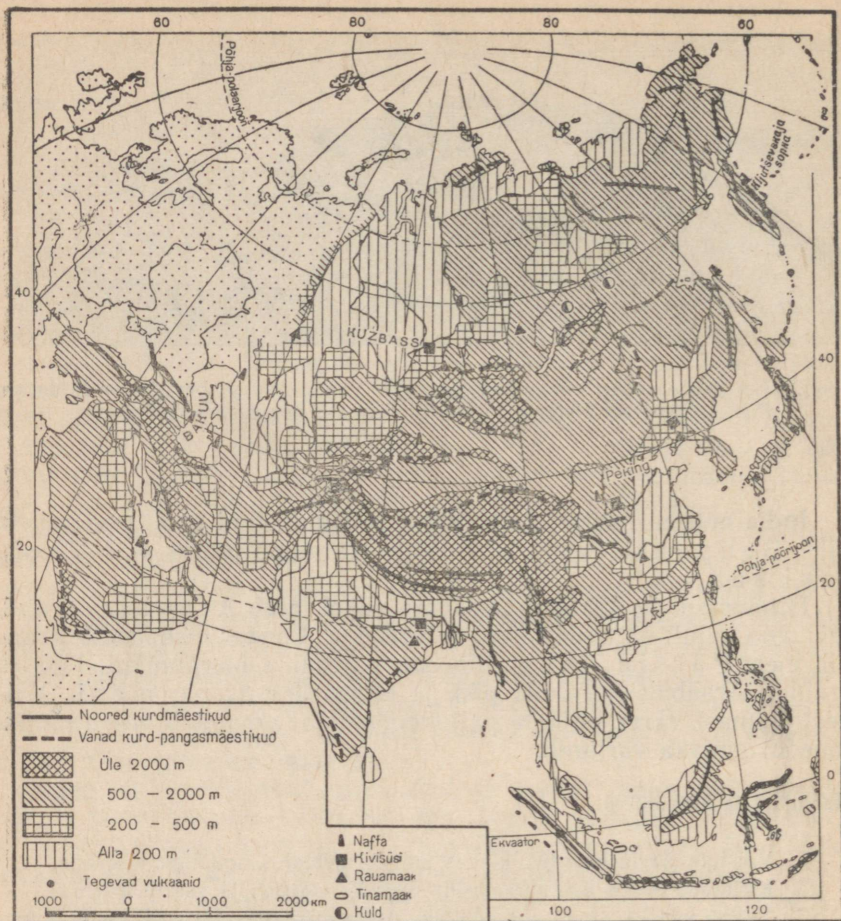 60
80
80
60
Põhja-polaarjoon
Kljutševskaja
sopka
40
KUZBASS
BAKUU
40
Peking
20
Põhja-pöörijoon
20
Noored kurdmäestikud
Vanad kurd-pangasmäestikud
Üle 2000 m
500 – 2000 m
200 – 500 m
Alla 200 m
Tegevad vulkaanid
1000 0 1000 2000 km
Nafta
Kivisüsi
Rauamaak
Tinamaak
Kuld
0
Ekvaator
100
120